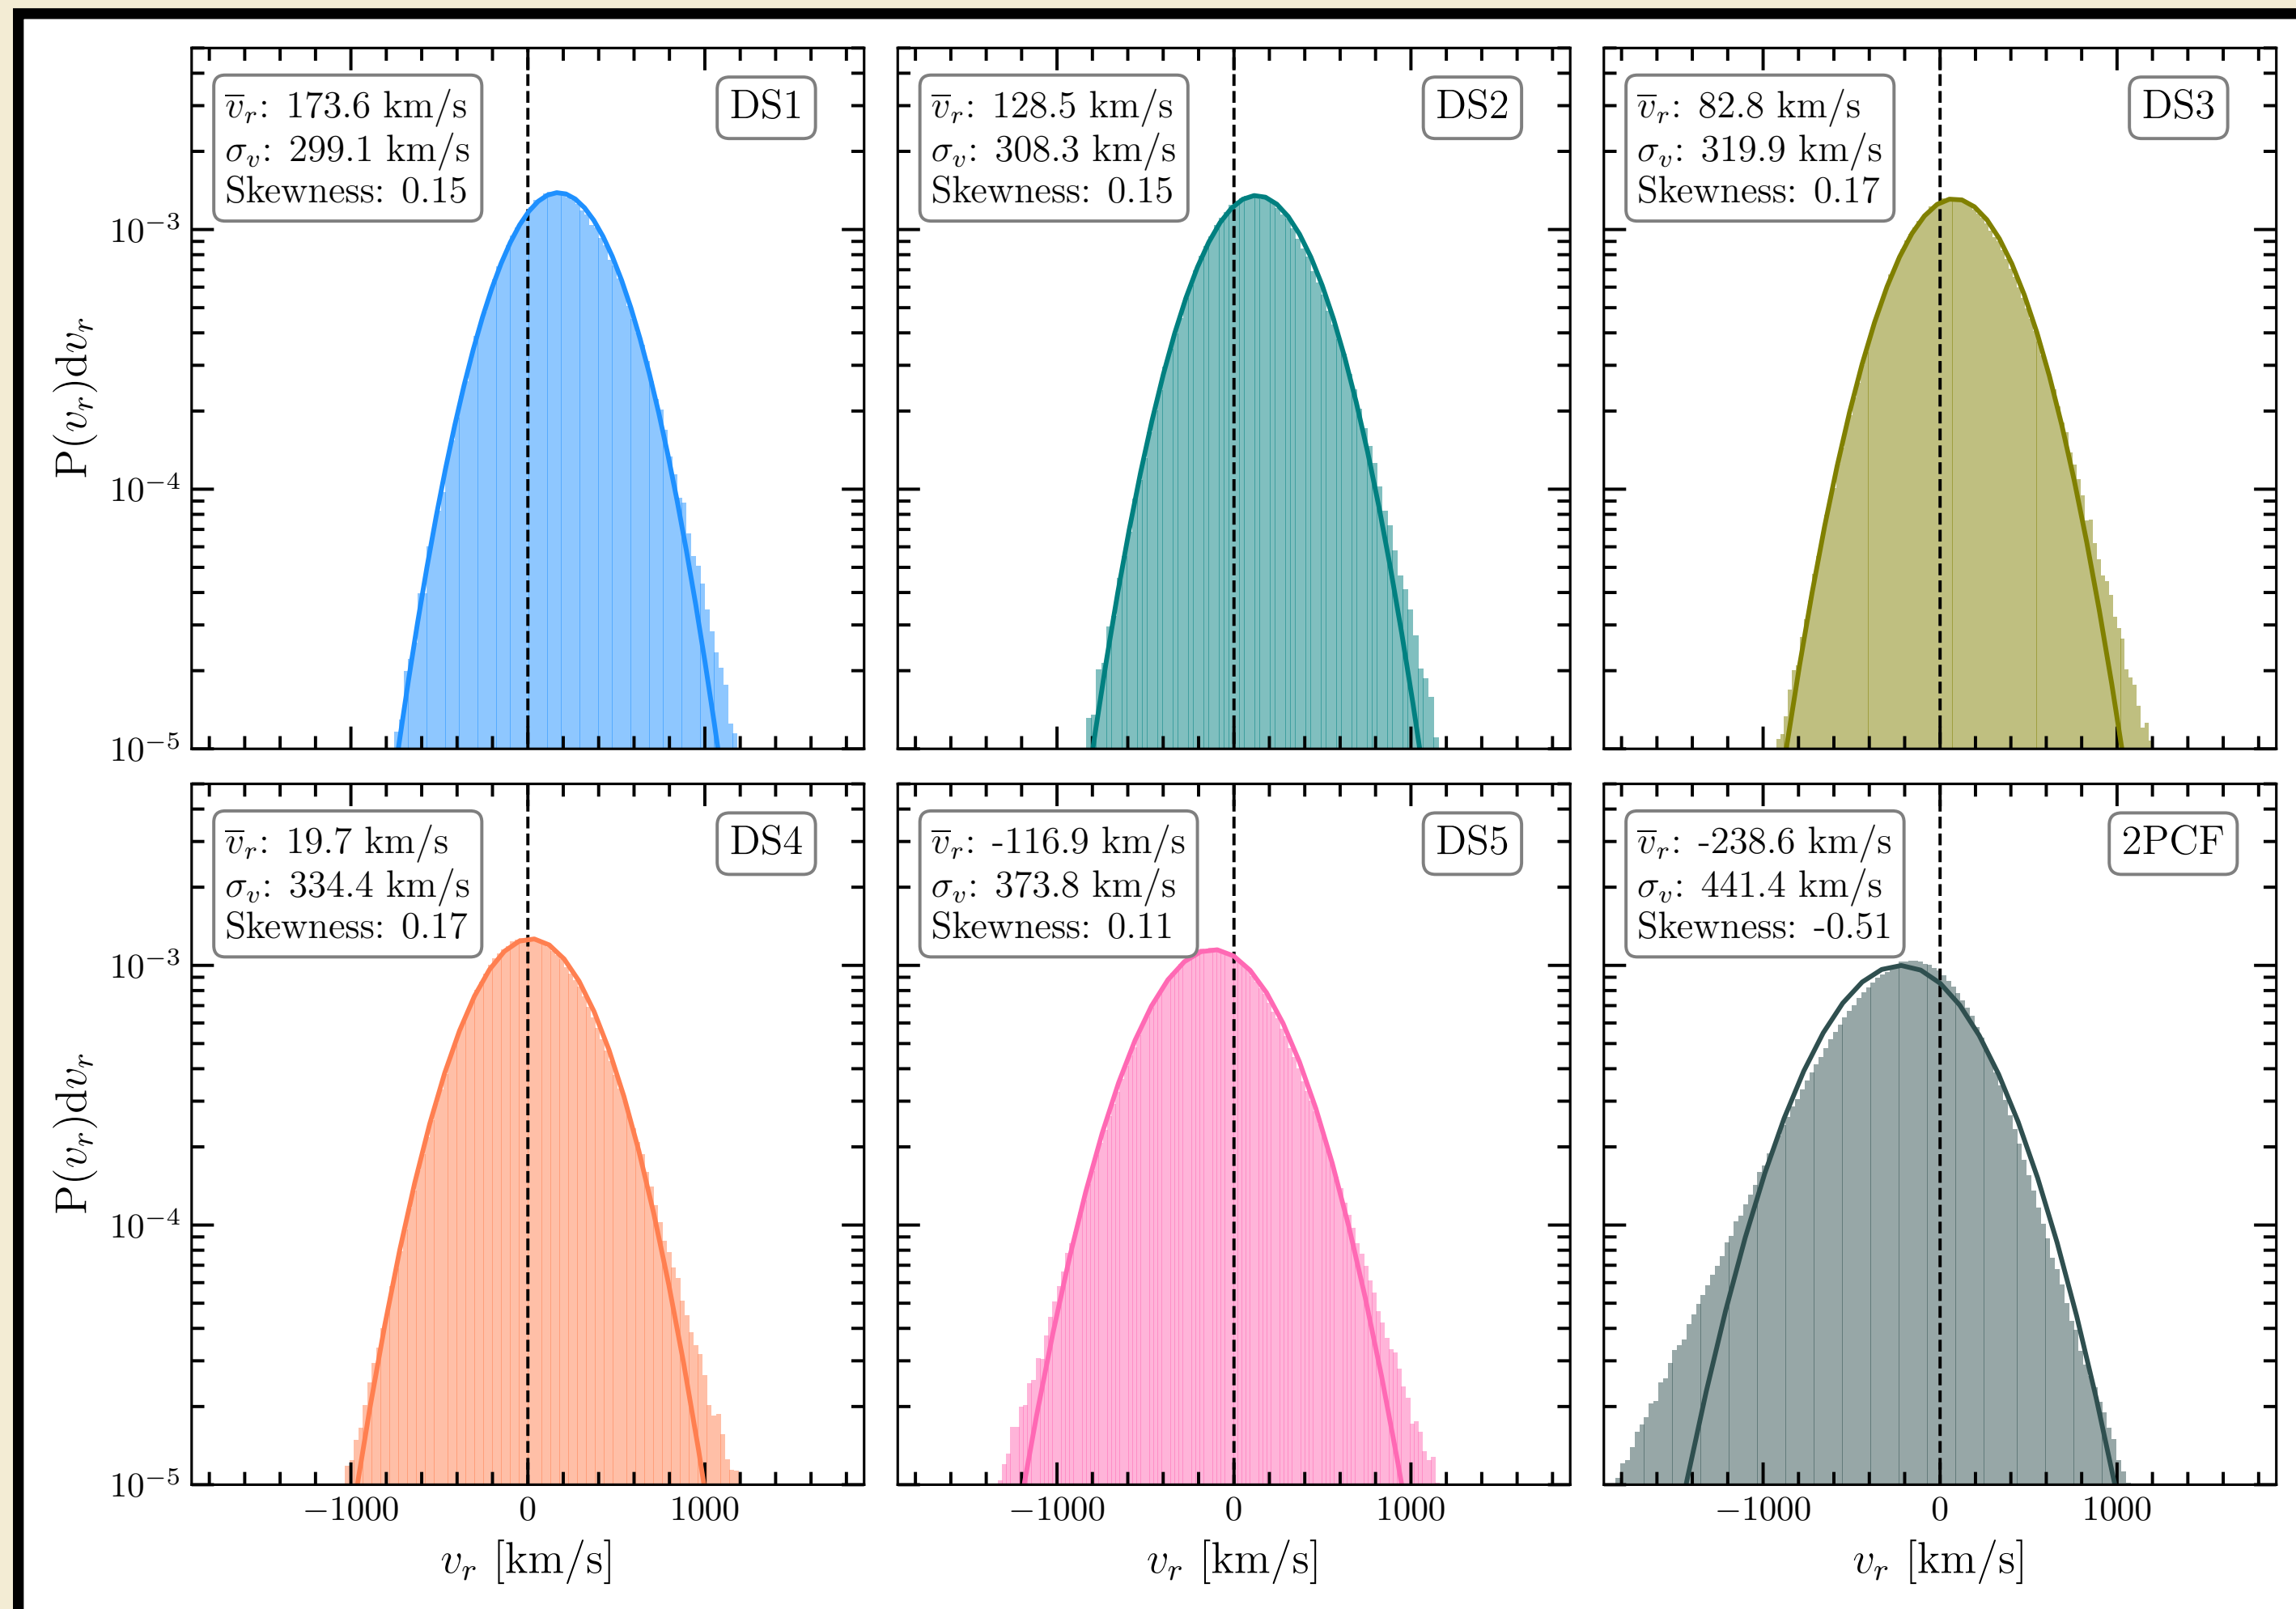 v̅ᵣ: 173.6 km/s
σᵥ: 299.1 km/s
Skewness: 0.15
DS1
v̅ᵣ: 128.5 km/s
σᵥ: 308.3 km/s
Skewness: 0.15
DS2
v̅ᵣ: 82.8 km/s
σᵥ: 319.9 km/s
Skewness: 0.17
DS3
P(vᵣ)dvᵣ
10⁻³
10⁻⁴
10⁻⁵
v̅ᵣ: 19.7 km/s
σᵥ: 334.4 km/s
Skewness: 0.17
DS4
v̅ᵣ: -116.9 km/s
σᵥ: 373.8 km/s
Skewness: 0.11
DS5
v̅ᵣ: -238.6 km/s
σᵥ: 441.4 km/s
Skewness: -0.51
2PCF
P(vᵣ)dvᵣ
10⁻³
10⁻⁴
10⁻⁵
−1000 0 1000
−1000 0 1000
−1000 0 1000
vᵣ [km/s]
vᵣ [km/s]
vᵣ [km/s]